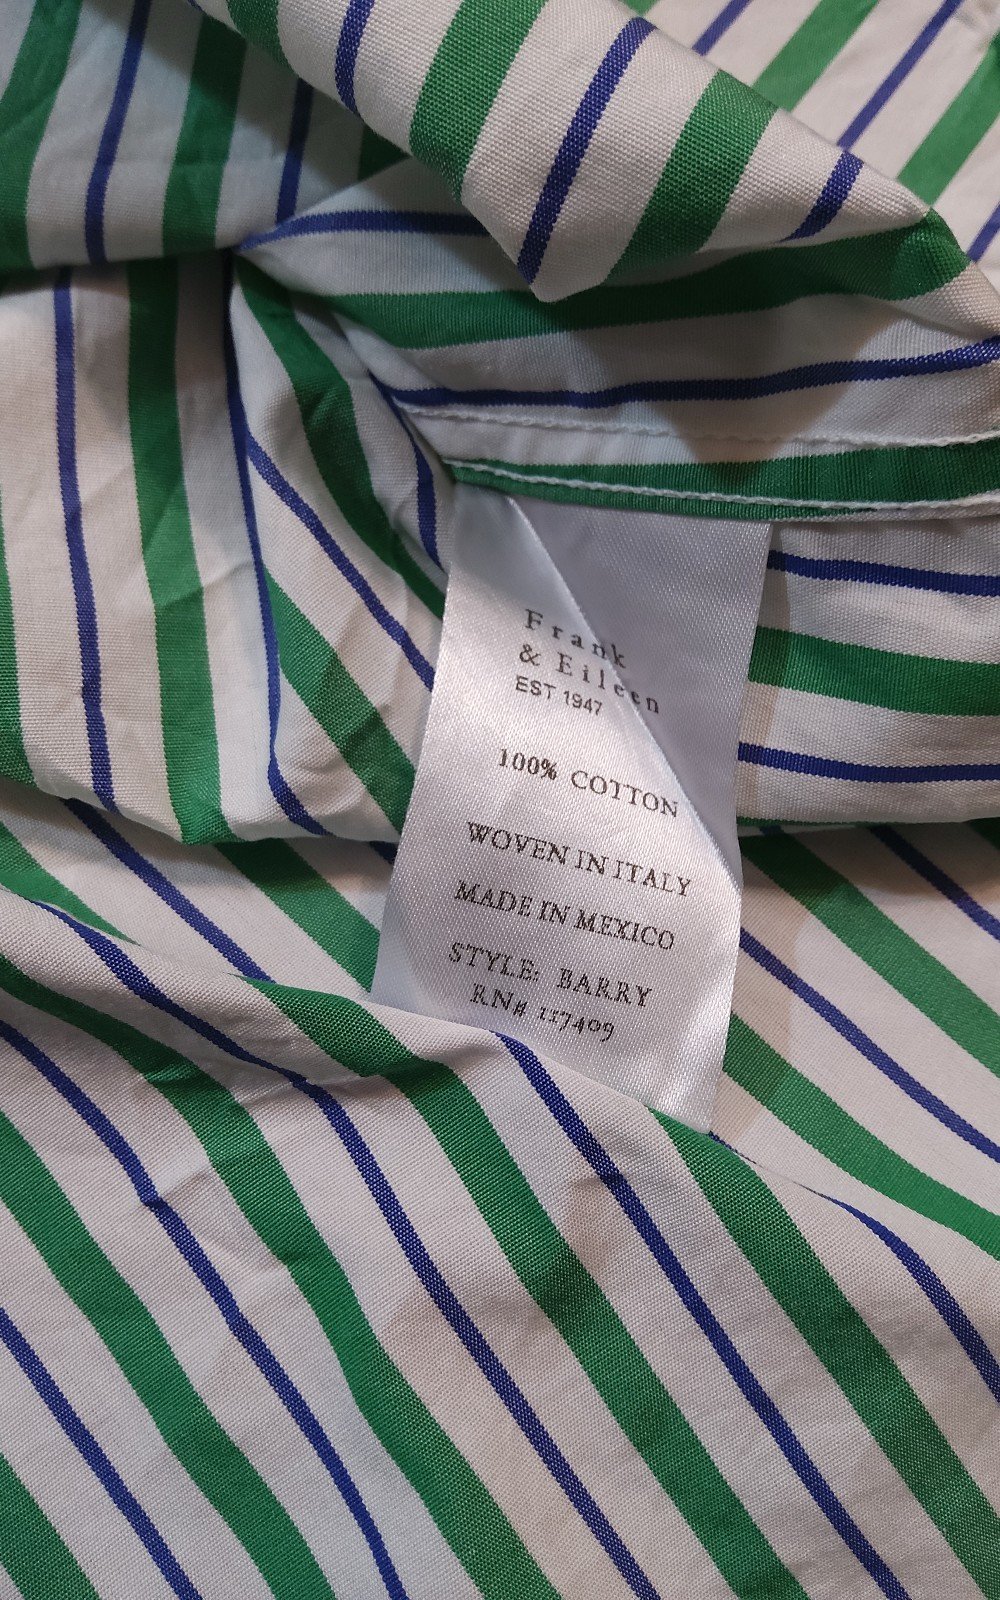 Frank
& Eileen
EST 1947
100% COTTON
WOVEN IN ITALY
MADE IN MEXICO
STYLE: BARRY
RN# 117409